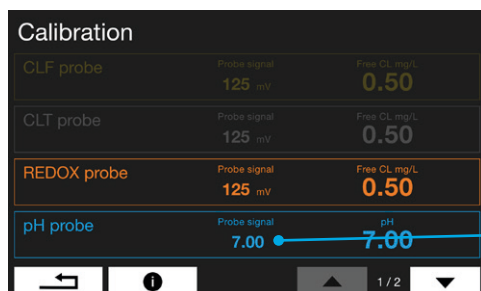 Calibration
CLF probe
Probe signal
Free CL mg/L
125 mV
0.50
CLT probe
Probe signal
Free CL mg/L
125 mV
0.50
REDOX probe
Probe signal
Free CL mg/L
125 mV
0.50
pH probe
Probe signal
pH
7.00
7.00
i
1/2